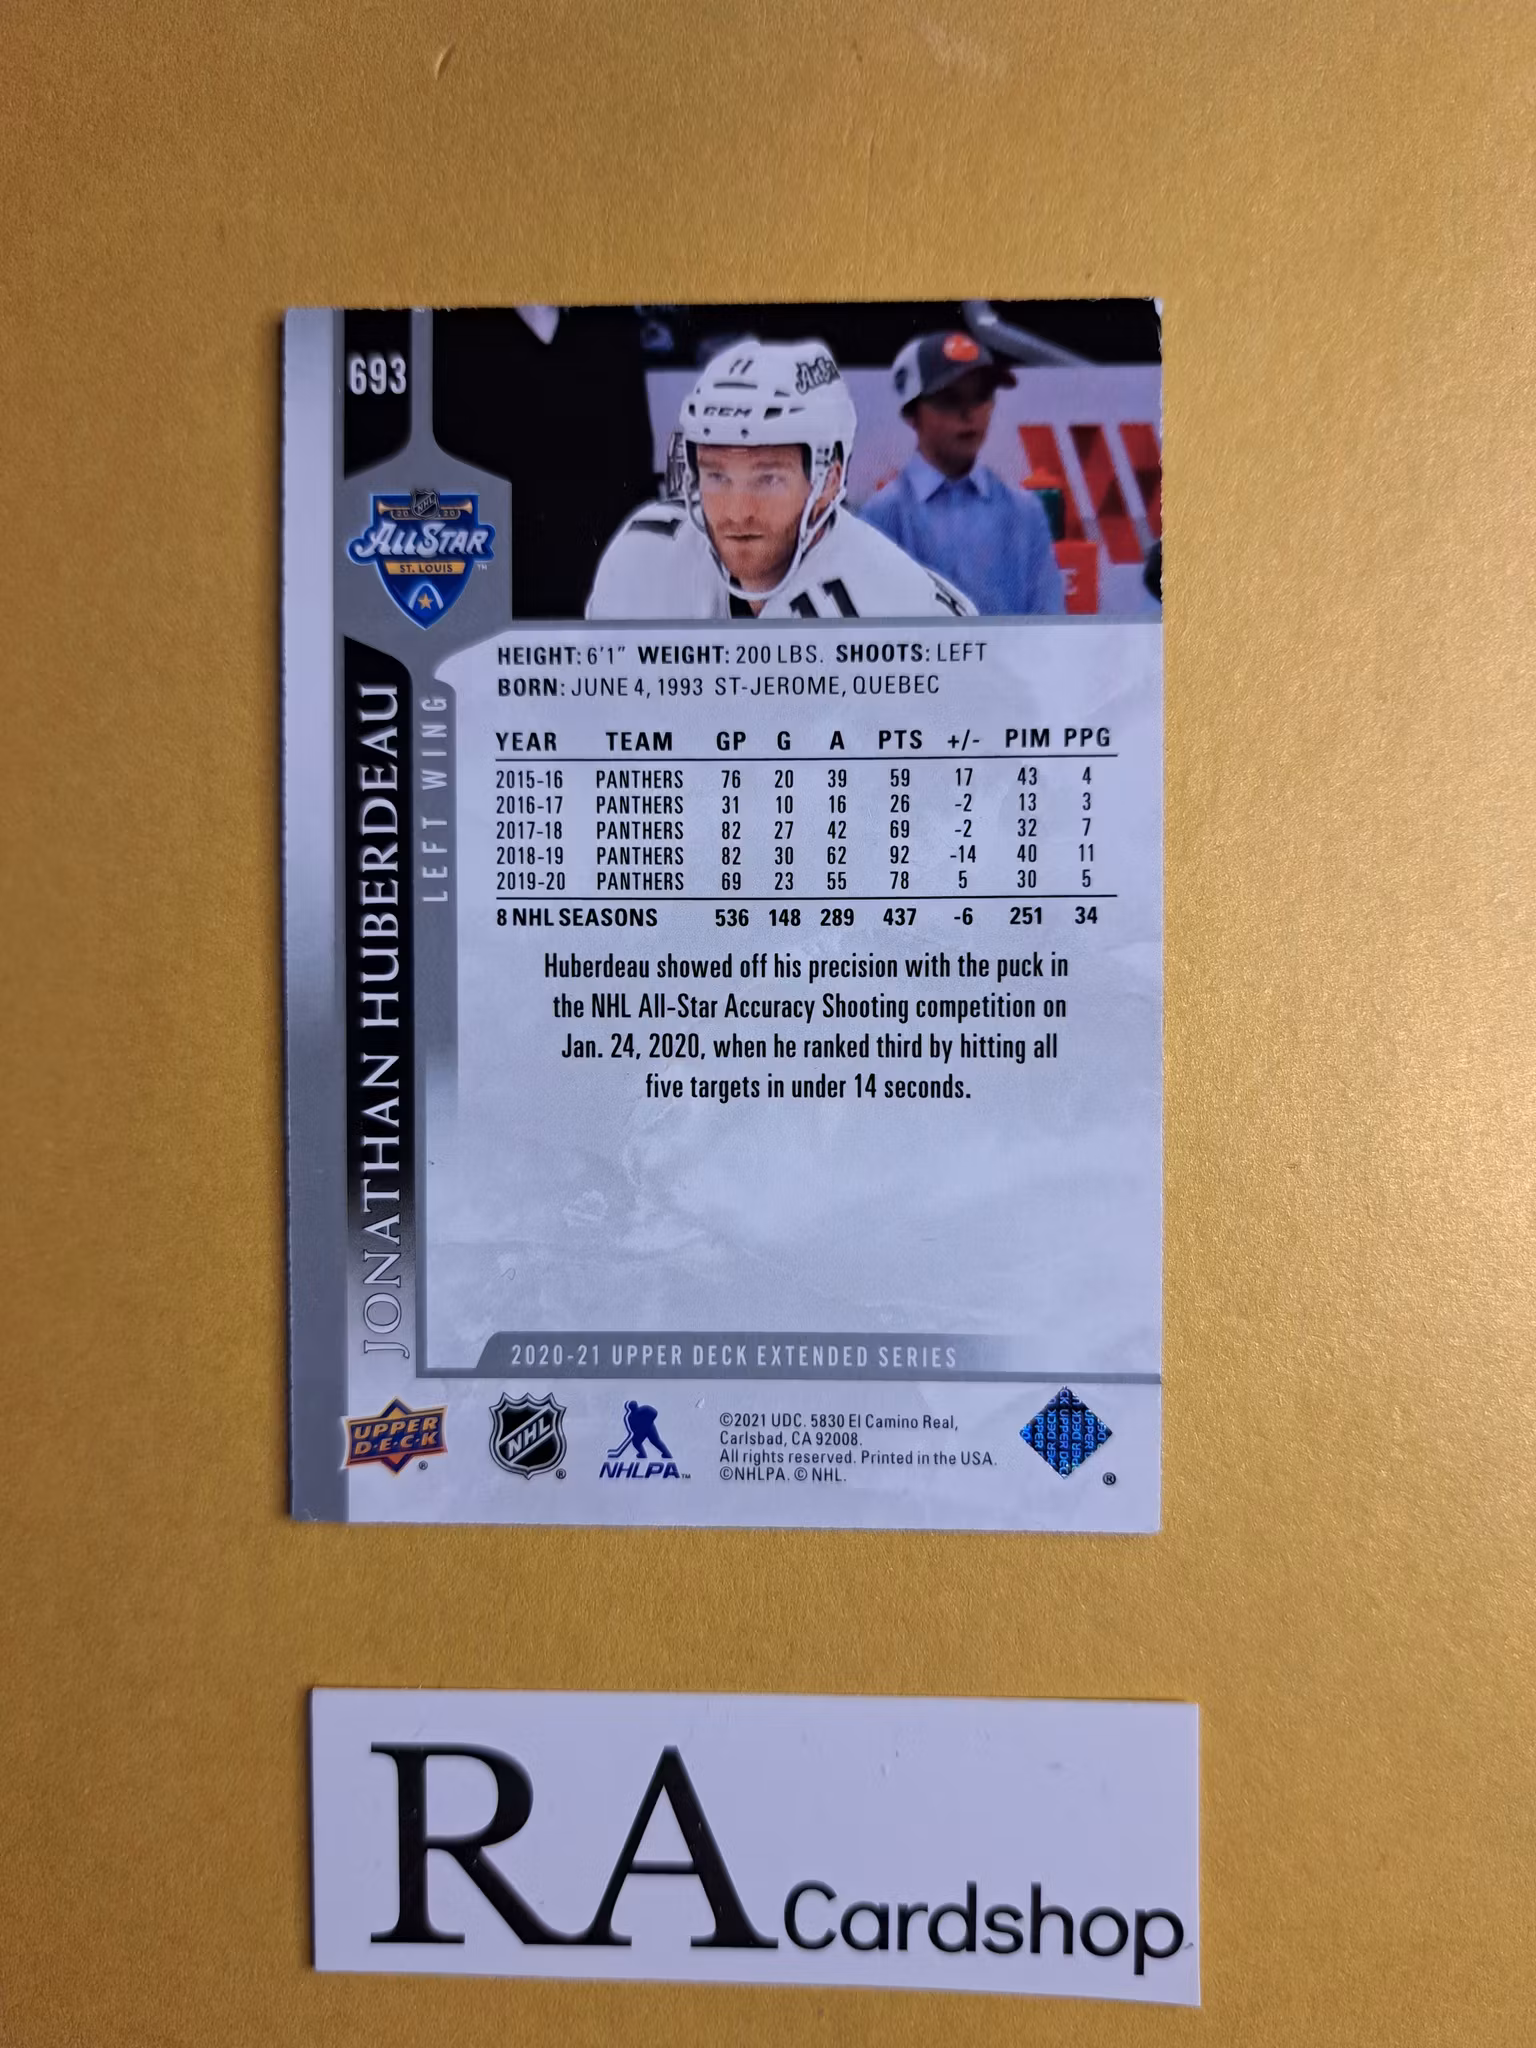 693
11
CCM
NHL
2020
ALL STAR
ST. LOUIS ™
JONATHAN HUBERDEAU
LEFT WING
HEIGHT: 6'1" WEIGHT: 200 LBS. SHOOTS: LEFT
BORN: JUNE 4, 1993 ST-JEROME, QUEBEC
YEAR TEAM GP G A PTS +/- PIM PPG
2015-16 PANTHERS 76 20 39 59 17 43 4
2016-17 PANTHERS 31 10 16 26 -2 13 3
2017-18 PANTHERS 82 27 42 69 -2 32 7
2018-19 PANTHERS 82 30 62 92 -14 40 11
2019-20 PANTHERS 69 23 55 78 5 30 5
8 NHL SEASONS 536 148 289 437 -6 251 34
Huberdeau showed off his precision with the puck in
the NHL All-Star Accuracy Shooting competition on
Jan. 24, 2020, when he ranked third by hitting all
five targets in under 14 seconds.
2020-21 UPPER DECK EXTENDED SERIES
UPPER
D·E·C·K ®
NHL ®
NHLPA™
©2021 UDC. 5830 El Camino Real,
Carlsbad, CA 92008.
All rights reserved. Printed in the USA.
©NHLPA. © NHL.
®
RA Cardshop